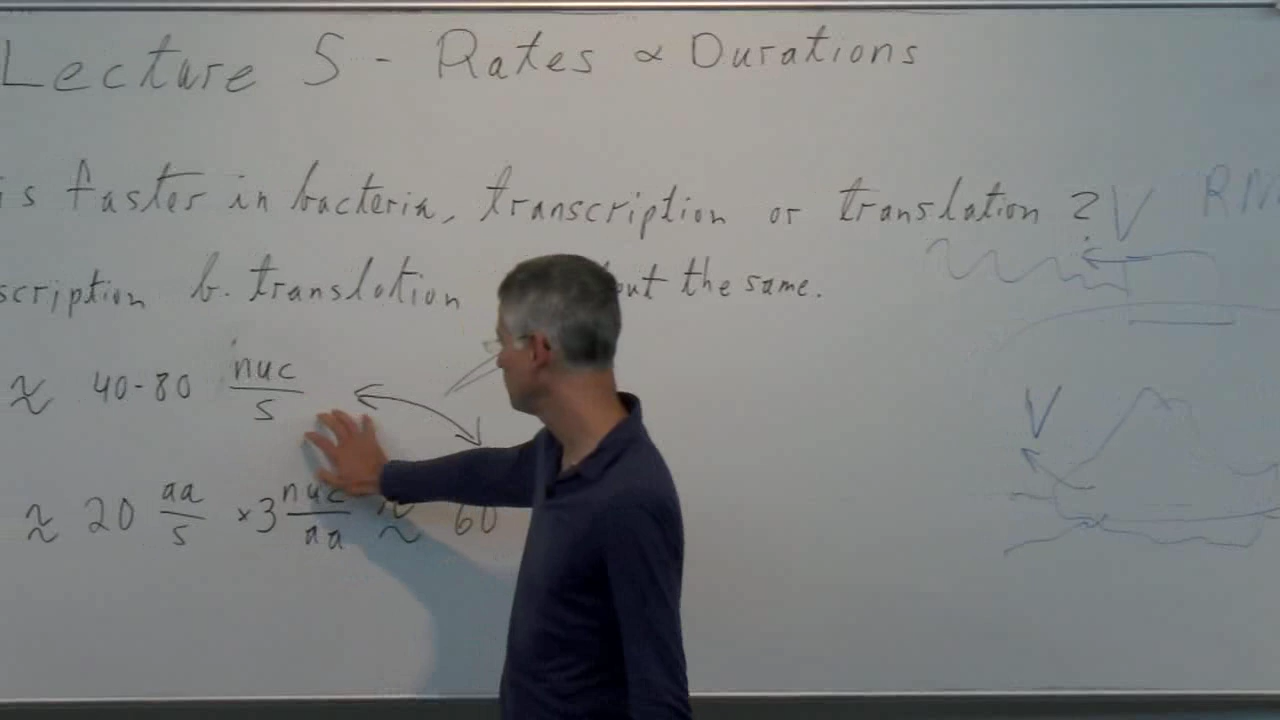 Lecture 5 - Rates & Durations
is faster in bacteria, transcription or translation ?
scription b. translation out the same.
≈ 40-80 nuc/s
≈ 20 aa/s ×3 nuc/aa ≈ 60
V RN
V